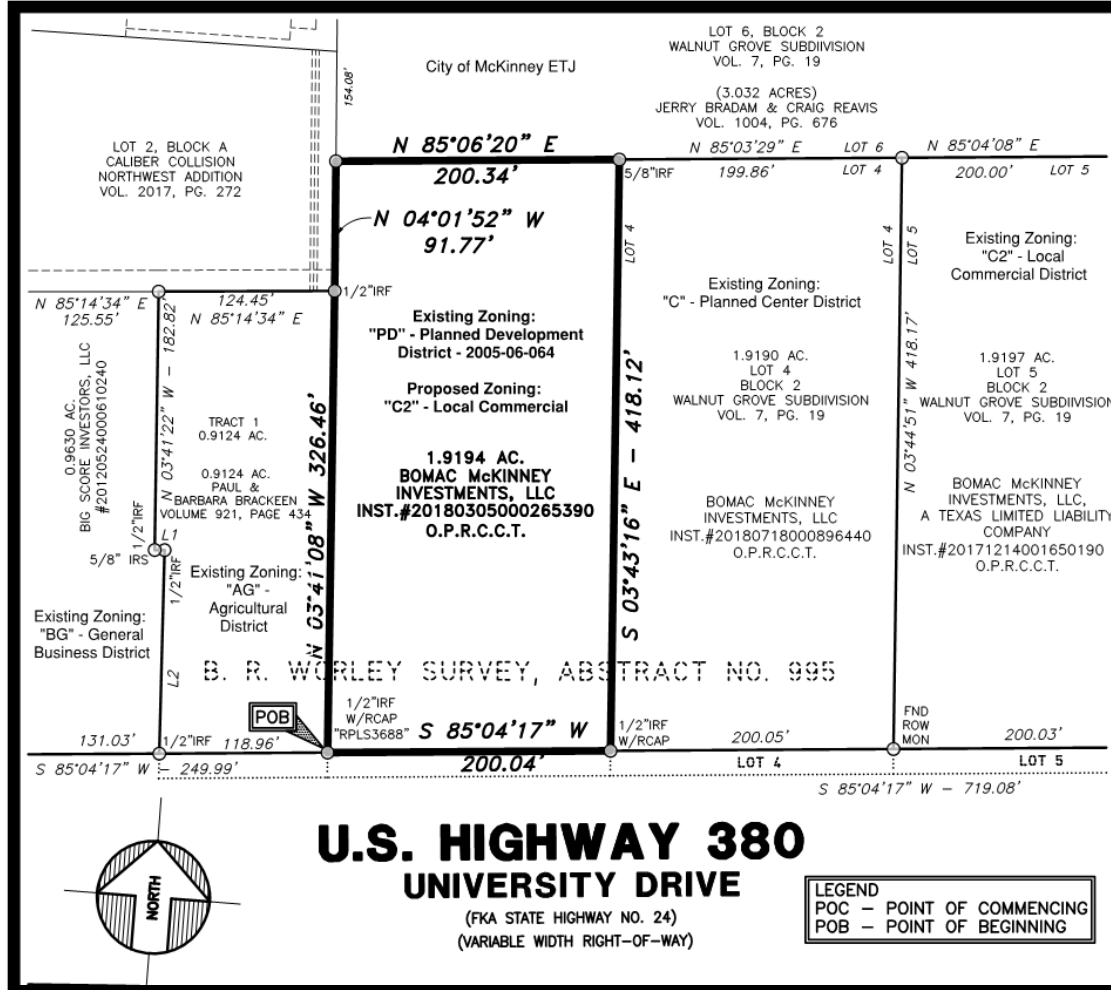 City of McKinney ETJ
154.08'
LOT 6, BLOCK 2
WALNUT GROVE SUBDIIVISION
VOL. 7, PG. 19
(3.032 ACRES)
JERRY BRADAM & CRAIG REAVIS
VOL. 1004, PG. 676
LOT 2, BLOCK A
CALIBER COLLISION
NORTHWEST ADDITION
VOL. 2017, PG. 272
N 85°06'20" E
200.34'
N 85°03'29" E
199.86'
LOT 6
LOT 4
N 85°04'08" E
200.00'
LOT 5
5/8"IRF
N 04°01'52" W
91.77'
LOT 4
LOT 4
LOT 5
N 85°14'34" E
125.55'
124.45'
N 85°14'34" E
1/2"IRF
Existing Zoning:
"PD" - Planned Development
District - 2005-06-064
Proposed Zoning:
"C2" - Local Commercial
1.9194 AC.
BOMAC McKINNEY
INVESTMENTS, LLC
INST.#20180305000265390
O.P.R.C.C.T.
Existing Zoning:
"C" - Planned Center District
1.9190 AC.
LOT 4
BLOCK 2
WALNUT GROVE SUBDIIVISION
VOL. 7, PG. 19
BOMAC McKINNEY
INVESTMENTS, LLC
INST.#20180718000896440
O.P.R.C.C.T.
Existing Zoning:
"C2" - Local
Commercial District
1.9197 AC.
LOT 5
BLOCK 2
WALNUT GROVE SUBDIIVISION
VOL. 7, PG. 19
BOMAC McKINNEY
INVESTMENTS, LLC,
A TEXAS LIMITED LIABILITY
COMPANY
INST.#20171214001650190
O.P.R.C.C.T.
0.9630 AC.
BIG SCORE INVESTORS, LLC
#20120524000610240
N 03°41'22" W - 182.82'
TRACT 1
0.9124 AC.
0.9124 AC.
PAUL &
BARBARA BRACKEEN
VOLUME 921, PAGE 434
N 03°41'08" W 326.46'
S 03°43'16" E - 418.12'
N 03°44'51" W 418.17'
1/2"IRF
L1
5/8" IRS
1/2"IRF
L2
Existing Zoning:
"AG" -
Agricultural
District
Existing Zoning:
"BG" - General
Business District
B. R. WORLEY SURVEY, ABSTRACT NO. 995
POB
1/2"IRF
W/RCAP
"RPLS3688"
S 85°04'17" W
200.04'
1/2"IRF
W/RCAP
FND
ROW
MON
131.03'
1/2"IRF
118.96'
S 85°04'17" W - 249.99'
200.05'
LOT 4
200.03'
LOT 5
S 85°04'17" W - 719.08'
NORTH
U.S. HIGHWAY 380
UNIVERSITY DRIVE
(FKA STATE HIGHWAY NO. 24)
(VARIABLE WIDTH RIGHT-OF-WAY)
LEGEND
POC - POINT OF COMMENCING
POB - POINT OF BEGINNING